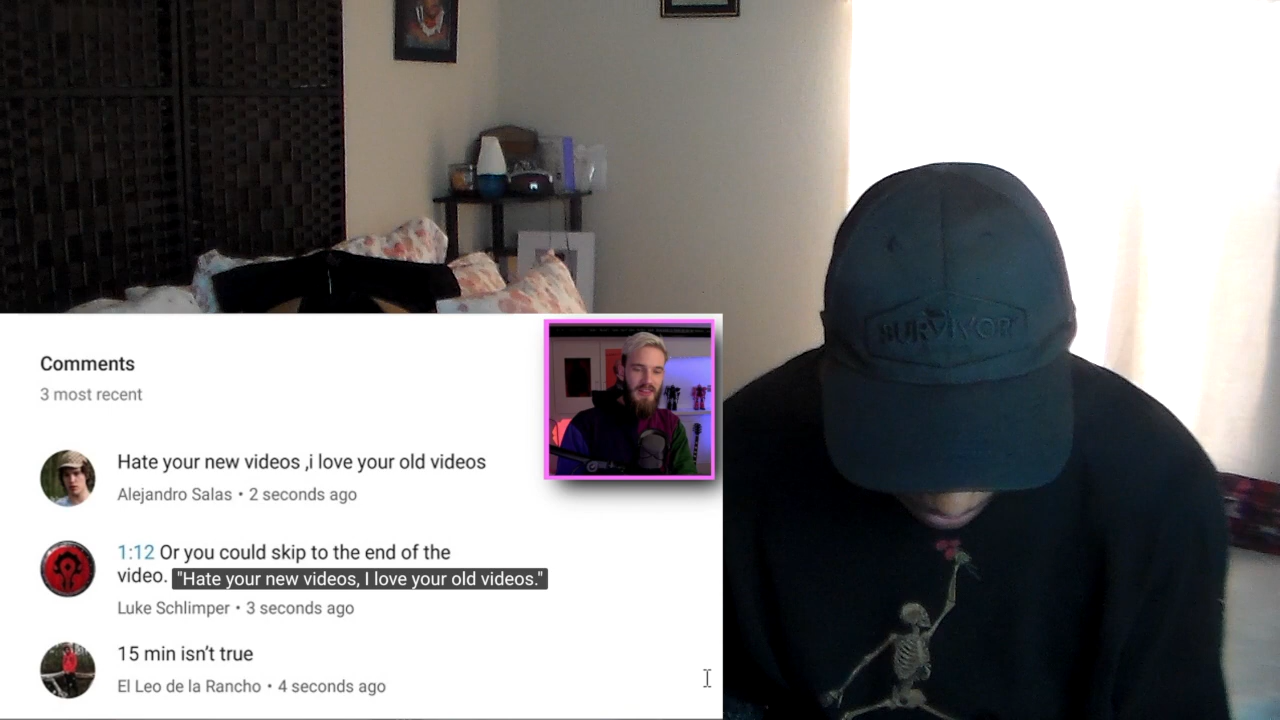 SURVIVOR
Comments
3 most recent
Hate your new videos ,i love your old videos
Alejandro Salas • 2 seconds ago
1:12 Or you could skip to the end of the
video.
"Hate your new videos, I love your old videos."
Luke Schlimper • 3 seconds ago
15 min isn’t true
El Leo de la Rancho • 4 seconds ago